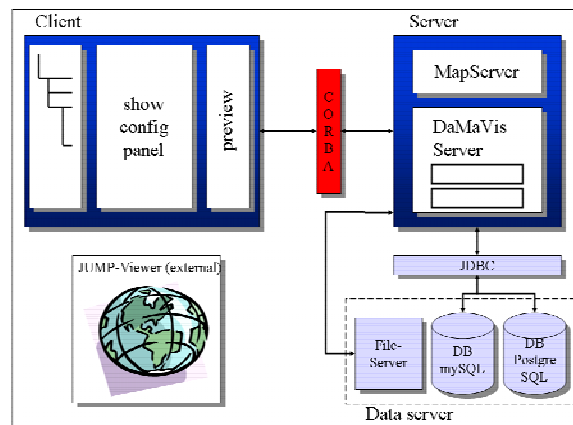 Client
Server
show
config
panel
preview
CORBA
MapServer
DaMaVis
Server
JUMP-Viewer (external)
JDBC
File-
Server
DB
mySQL
DB
Postgre
SQL
Data server